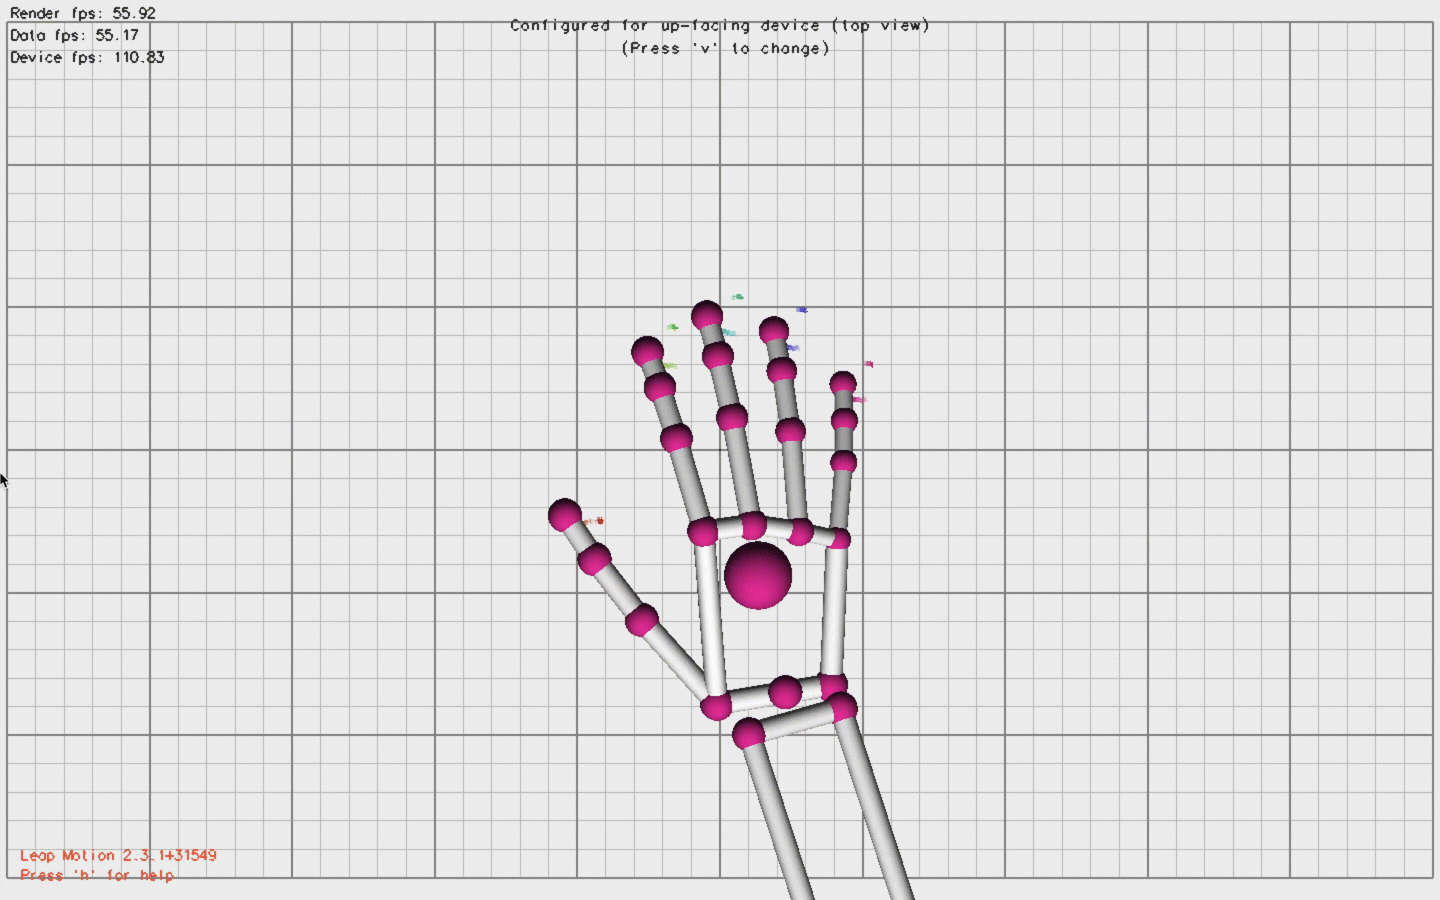 Render fps: 55.92
Configured for up-facing device (top view)
Data fps: 55.17
(Press 'v' to change)
Device fps: 110.83
Leap Motion 2.3.1+31549
Press 'h' for help